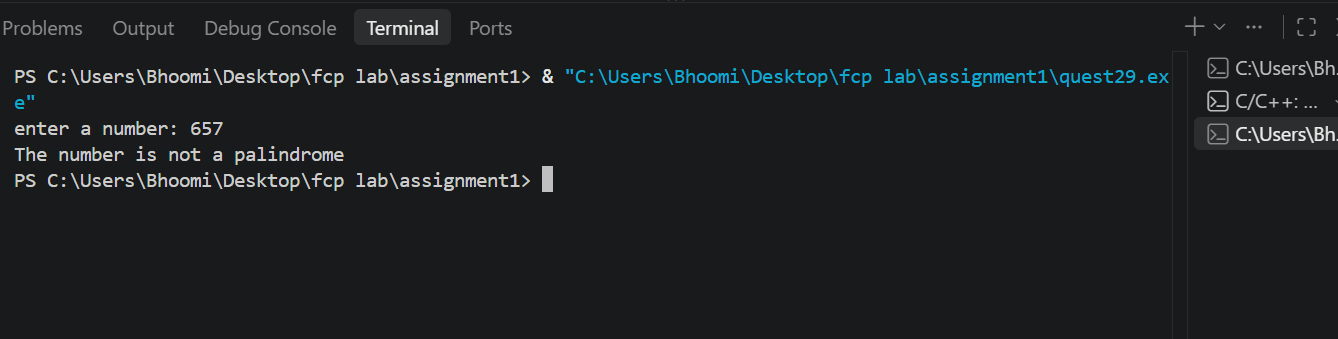 Problems Output Debug Console Terminal Ports
PS C:\Users\Bhoomi\Desktop\fcp lab\assignment1> & "C:\Users\Bhoomi\Desktop\fcp lab\assignment1\quest29.ex
e"
enter a number: 657
The number is not a palindrome
PS C:\Users\Bhoomi\Desktop\fcp lab\assignment1>
C:\Users\Bh...
C/C++: ...
C:\Users\Bh...